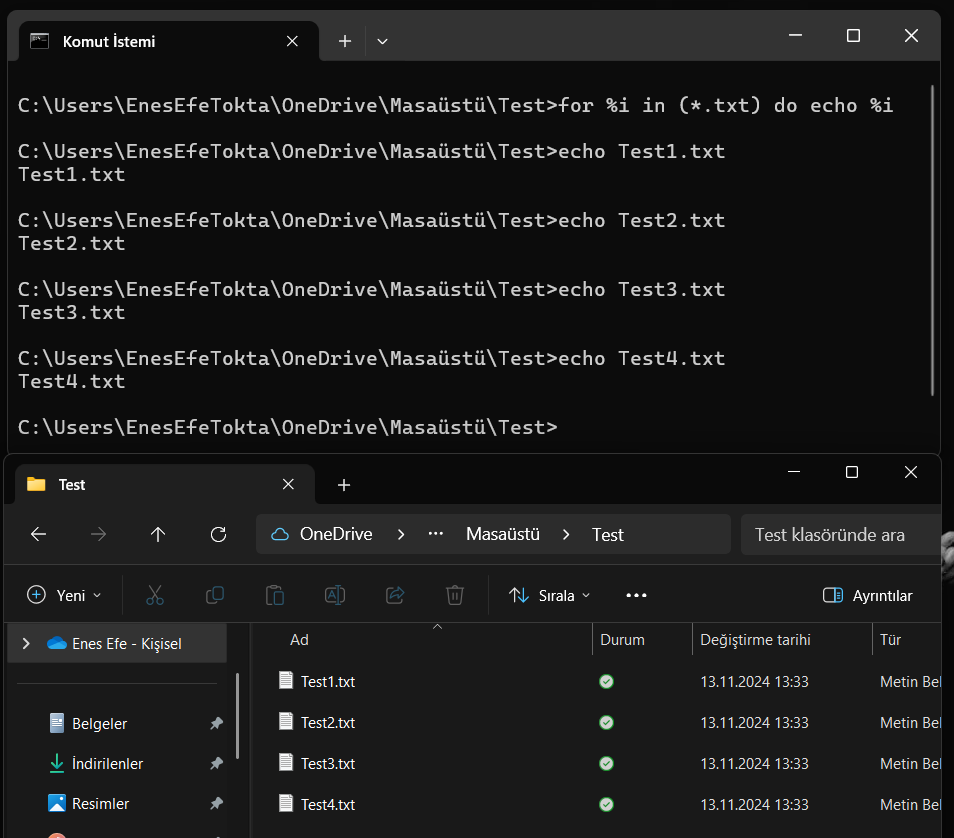 Komut İstemi
C:\Users\EnesEfeTokta\OneDrive\Masaüstü\Test>for %i in (*.txt) do echo %i
C:\Users\EnesEfeTokta\OneDrive\Masaüstü\Test>echo Test1.txt
Test1.txt
C:\Users\EnesEfeTokta\OneDrive\Masaüstü\Test>echo Test2.txt
Test2.txt
C:\Users\EnesEfeTokta\OneDrive\Masaüstü\Test>echo Test3.txt
Test3.txt
C:\Users\EnesEfeTokta\OneDrive\Masaüstü\Test>echo Test4.txt
Test4.txt
C:\Users\EnesEfeTokta\OneDrive\Masaüstü\Test>
Test
OneDrive > ··· Masaüstü > Test Test klasöründe ara
Yeni Sırala ··· Ayrıntılar
Enes Efe - Kişisel Ad Durum Değiştirme tarihi Tür
Test1.txt 13.11.2024 13:33 Metin Bel
Belgeler Test2.txt 13.11.2024 13:33 Metin Bel
İndirilenler Test3.txt 13.11.2024 13:33 Metin Bel
Resimler Test4.txt 13.11.2024 13:33 Metin Bel